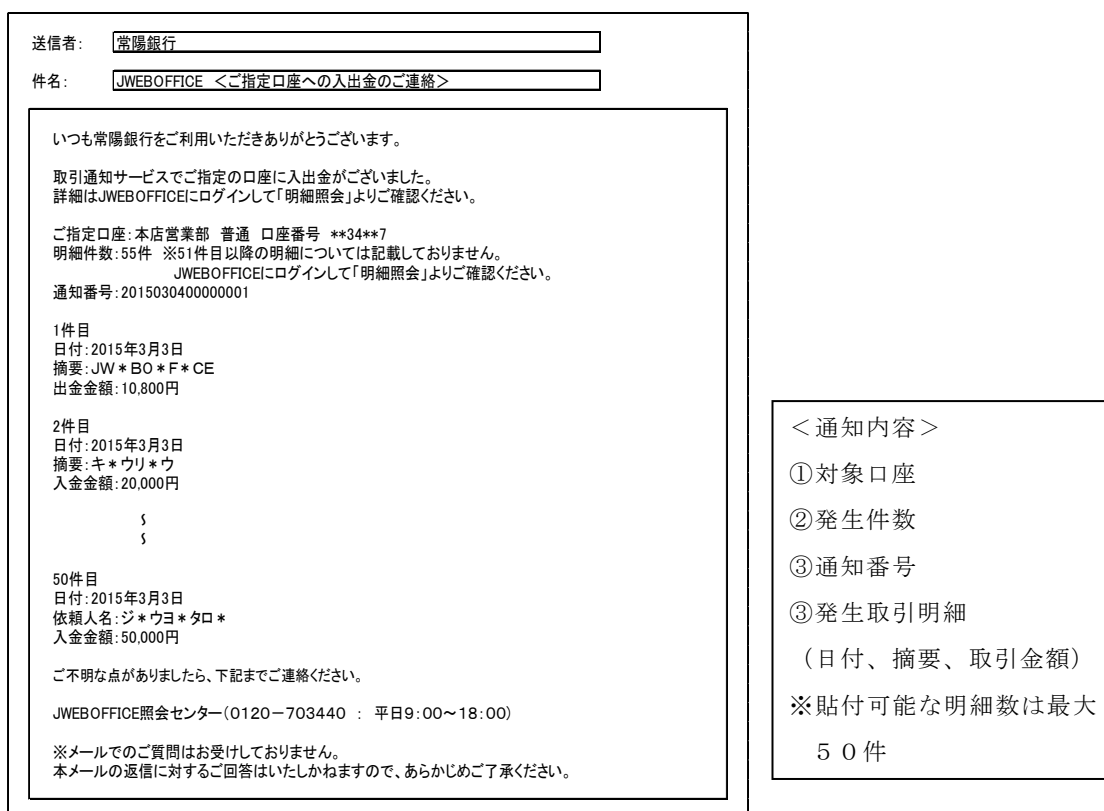 送信者: 常陽銀行
件名: JWEBOFFICE <ご指定口座への入出金のご連絡>
いつも常陽銀行をご利用いただきありがとうございます。
取引通知サービスでご指定の口座に入出金がございました。
詳細はJWEBOFFICEにログインして「明細照会」よりご確認ください。
ご指定口座:本店営業部 普通 口座番号 **34**7
明細件数:55件 ※51件目以降の明細については記載しておりません。
JWEBOFFICEにログインして「明細照会」よりご確認ください。
通知番号:2015030400000001
1件目
日付:2015年3月3日
摘要:JW*BO*F*CE
出金金額:10,800円
2件目
日付:2015年3月3日
摘要:キ*ウリ*ウ
入金金額:20,000円
∫
∫
50件目
日付:2015年3月3日
依頼人名:ジ*ウヨ*タロ*
入金金額:50,000円
ご不明な点がありましたら、下記までご連絡ください。
JWEBOFFICE照会センター(0120-703440 : 平日9:00~18:00)
※メールでのご質問はお受けしておりません。
本メールの返信に対するご回答はいたしかねますので、あらかじめご了承ください。
<通知内容>
①対象口座
②発生件数
③通知番号
③発生取引明細
(日付、摘要、取引金額)
※貼付可能な明細数は最大
50件